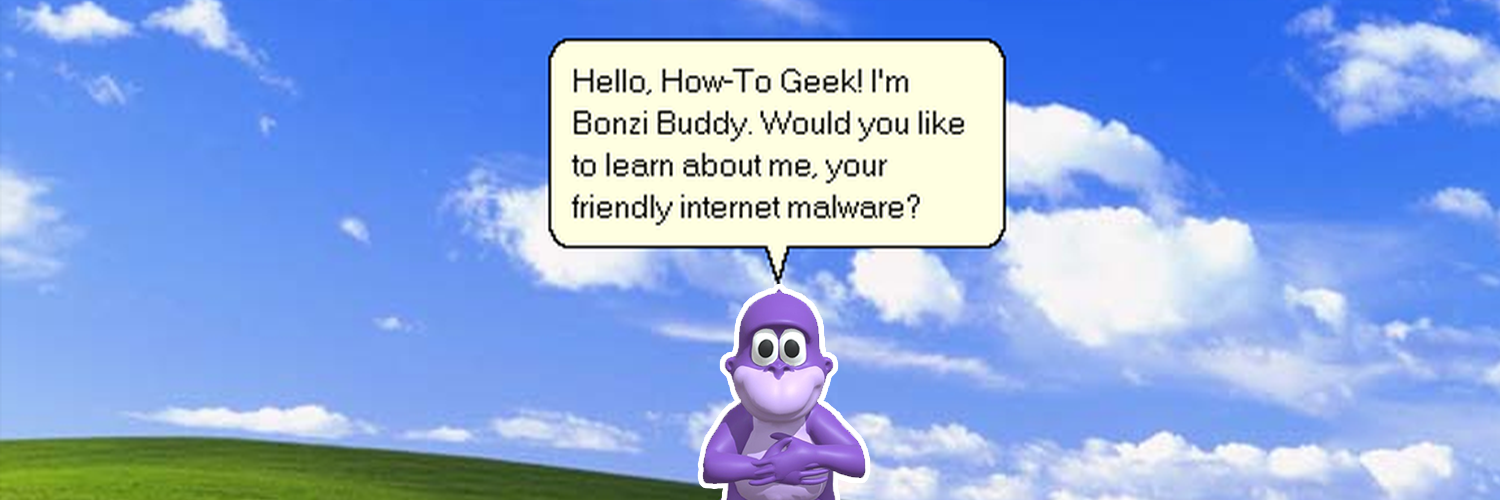 Hello, How-To Geek! I'm
Bonzi Buddy. Would you like
to learn about me, your
friendly internet malware?